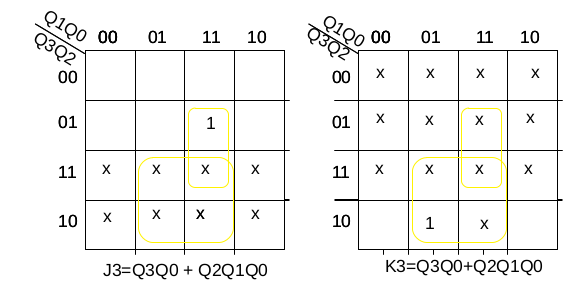 Q1Q0 00 01 11 10
Q3Q2
00
01 1
11 x x x x
10 x x x x
J3=Q3Q0 + Q2Q1Q0
Q1Q0 00 01 11 10
Q3Q2
00 x x x x
01 x x x x
11 x x x x
10 1 x
K3=Q3Q0+Q2Q1Q0